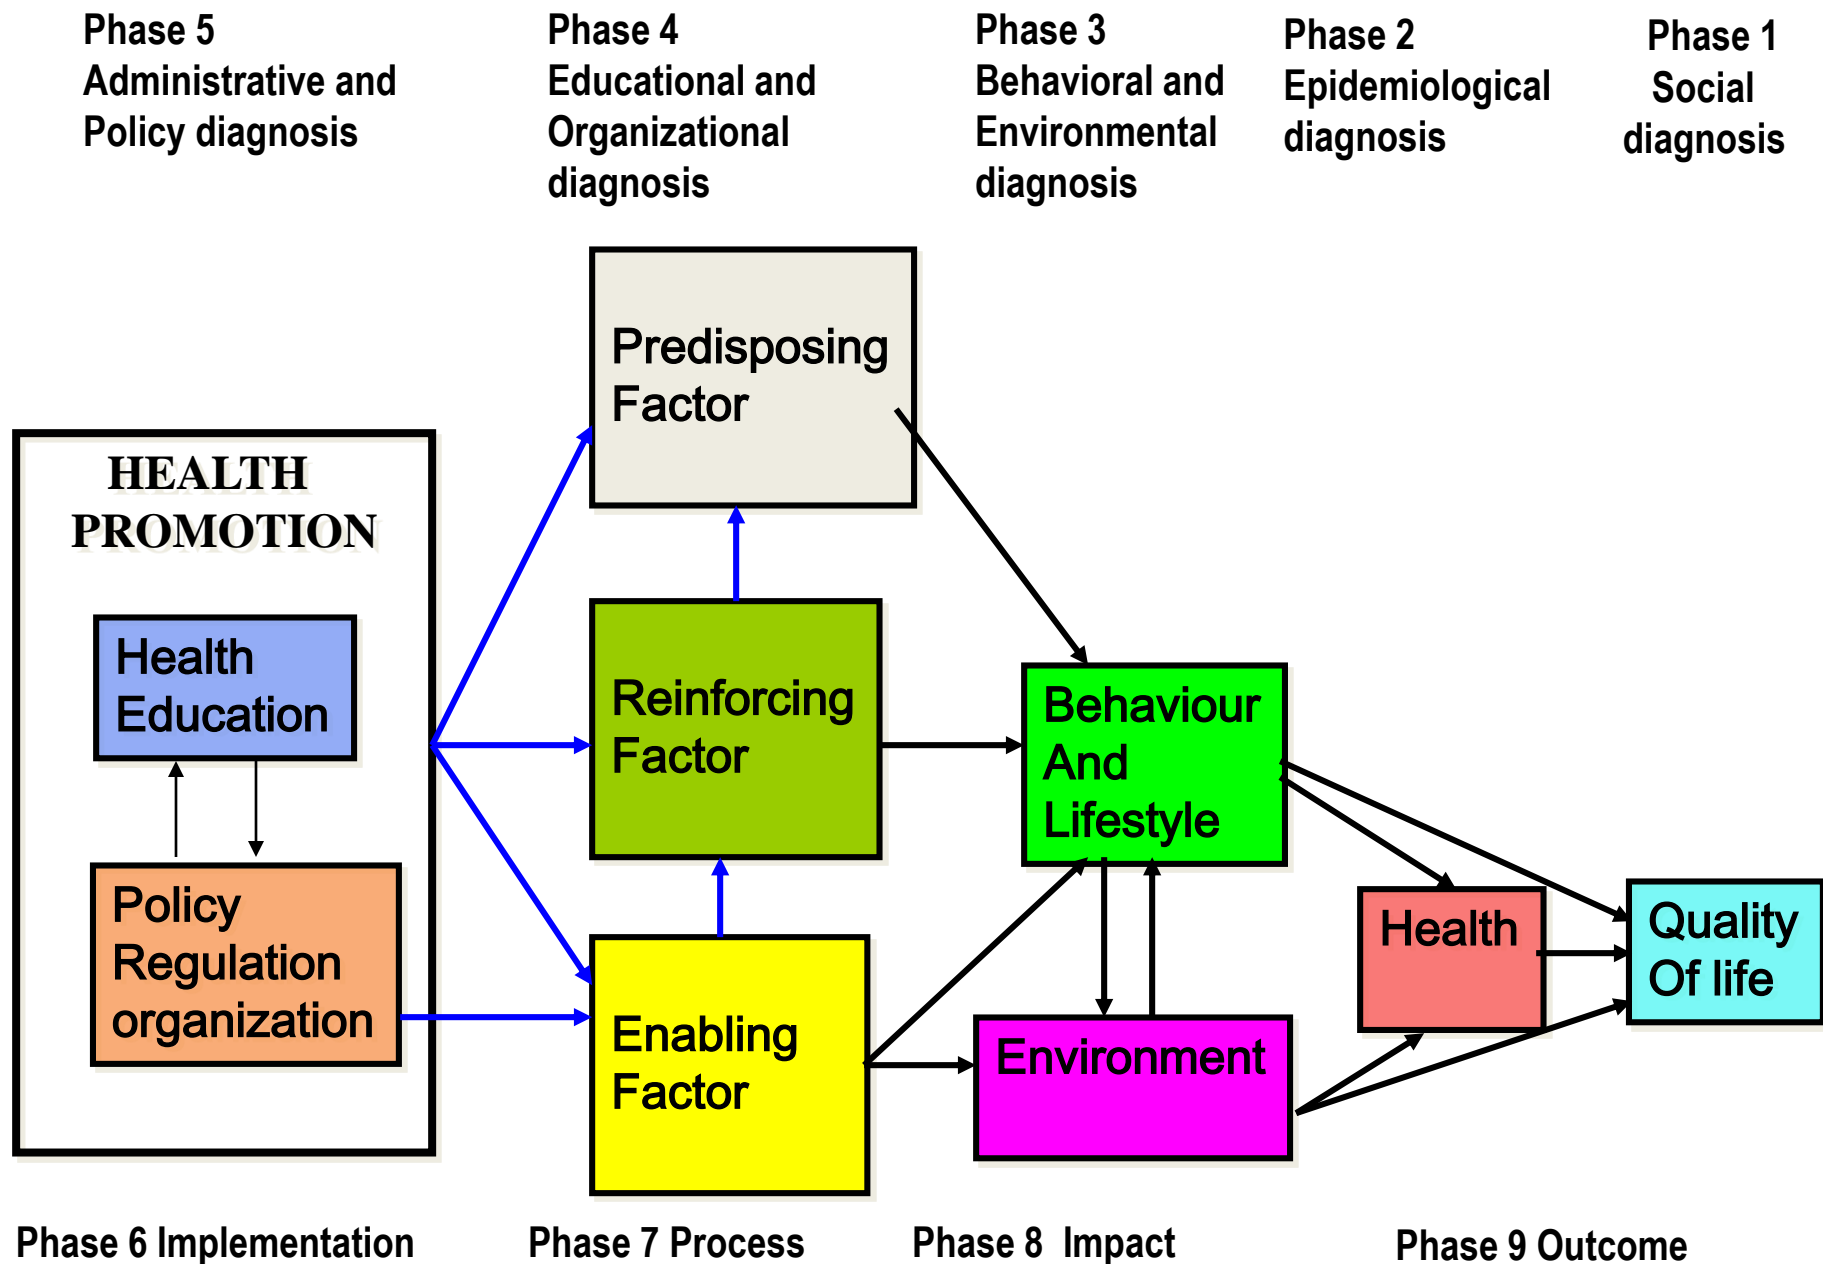 Phase 5
Administrative and
Policy diagnosis
Phase 4
Educational and
Organizational
diagnosis
Phase 3
Behavioral and
Environmental
diagnosis
Phase 2
Epidemiological
diagnosis
Phase 1
Social
diagnosis
HEALTH
PROMOTION
Health
Education
Policy
Regulation
organization
Predisposing
Factor
Reinforcing
Factor
Enabling
Factor
Behaviour
And
Lifestyle
Environment
Health
Quality
Of life
Phase 6 Implementation
Phase 7 Process
Phase 8 Impact
Phase 9 Outcome